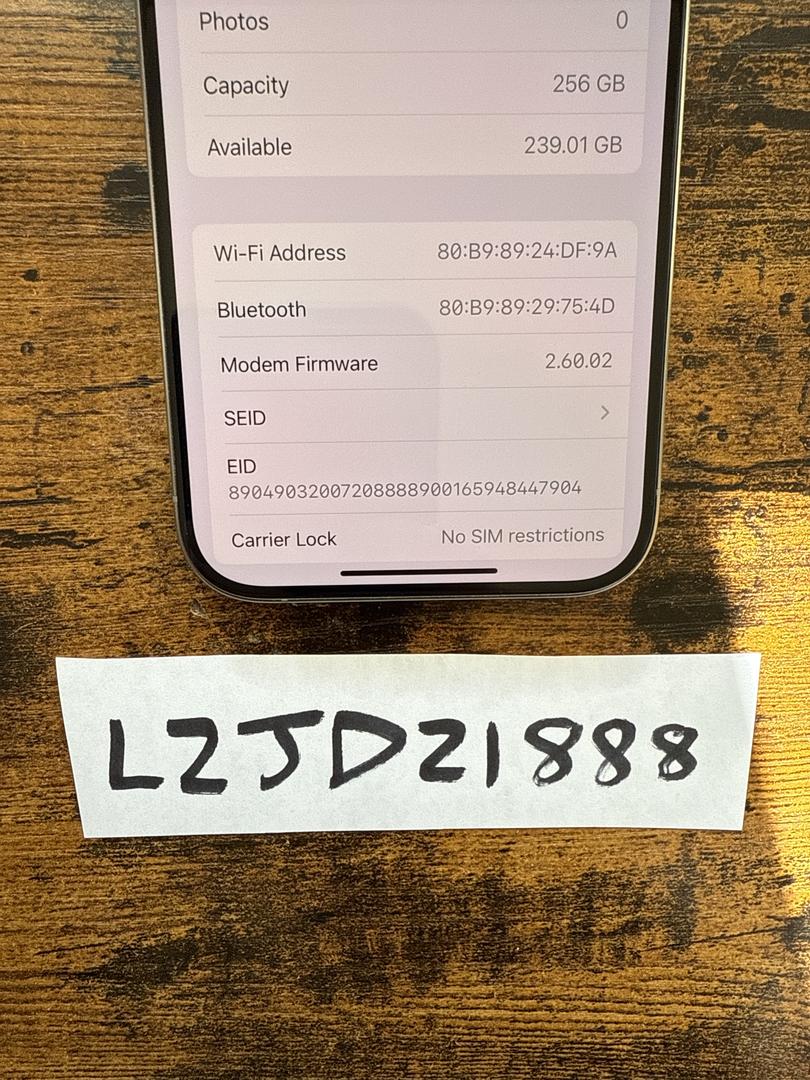 Photos 0
Capacity 256 GB
Available 239.01 GB
Wi-Fi Address 80:B9:89:24:DF:9A
Bluetooth 80:B9:89:29:75:4D
Modem Firmware 2.60.02
SEID
EID
89049032007208888900165948447904
Carrier Lock No SIM restrictions
LZJDZ1888